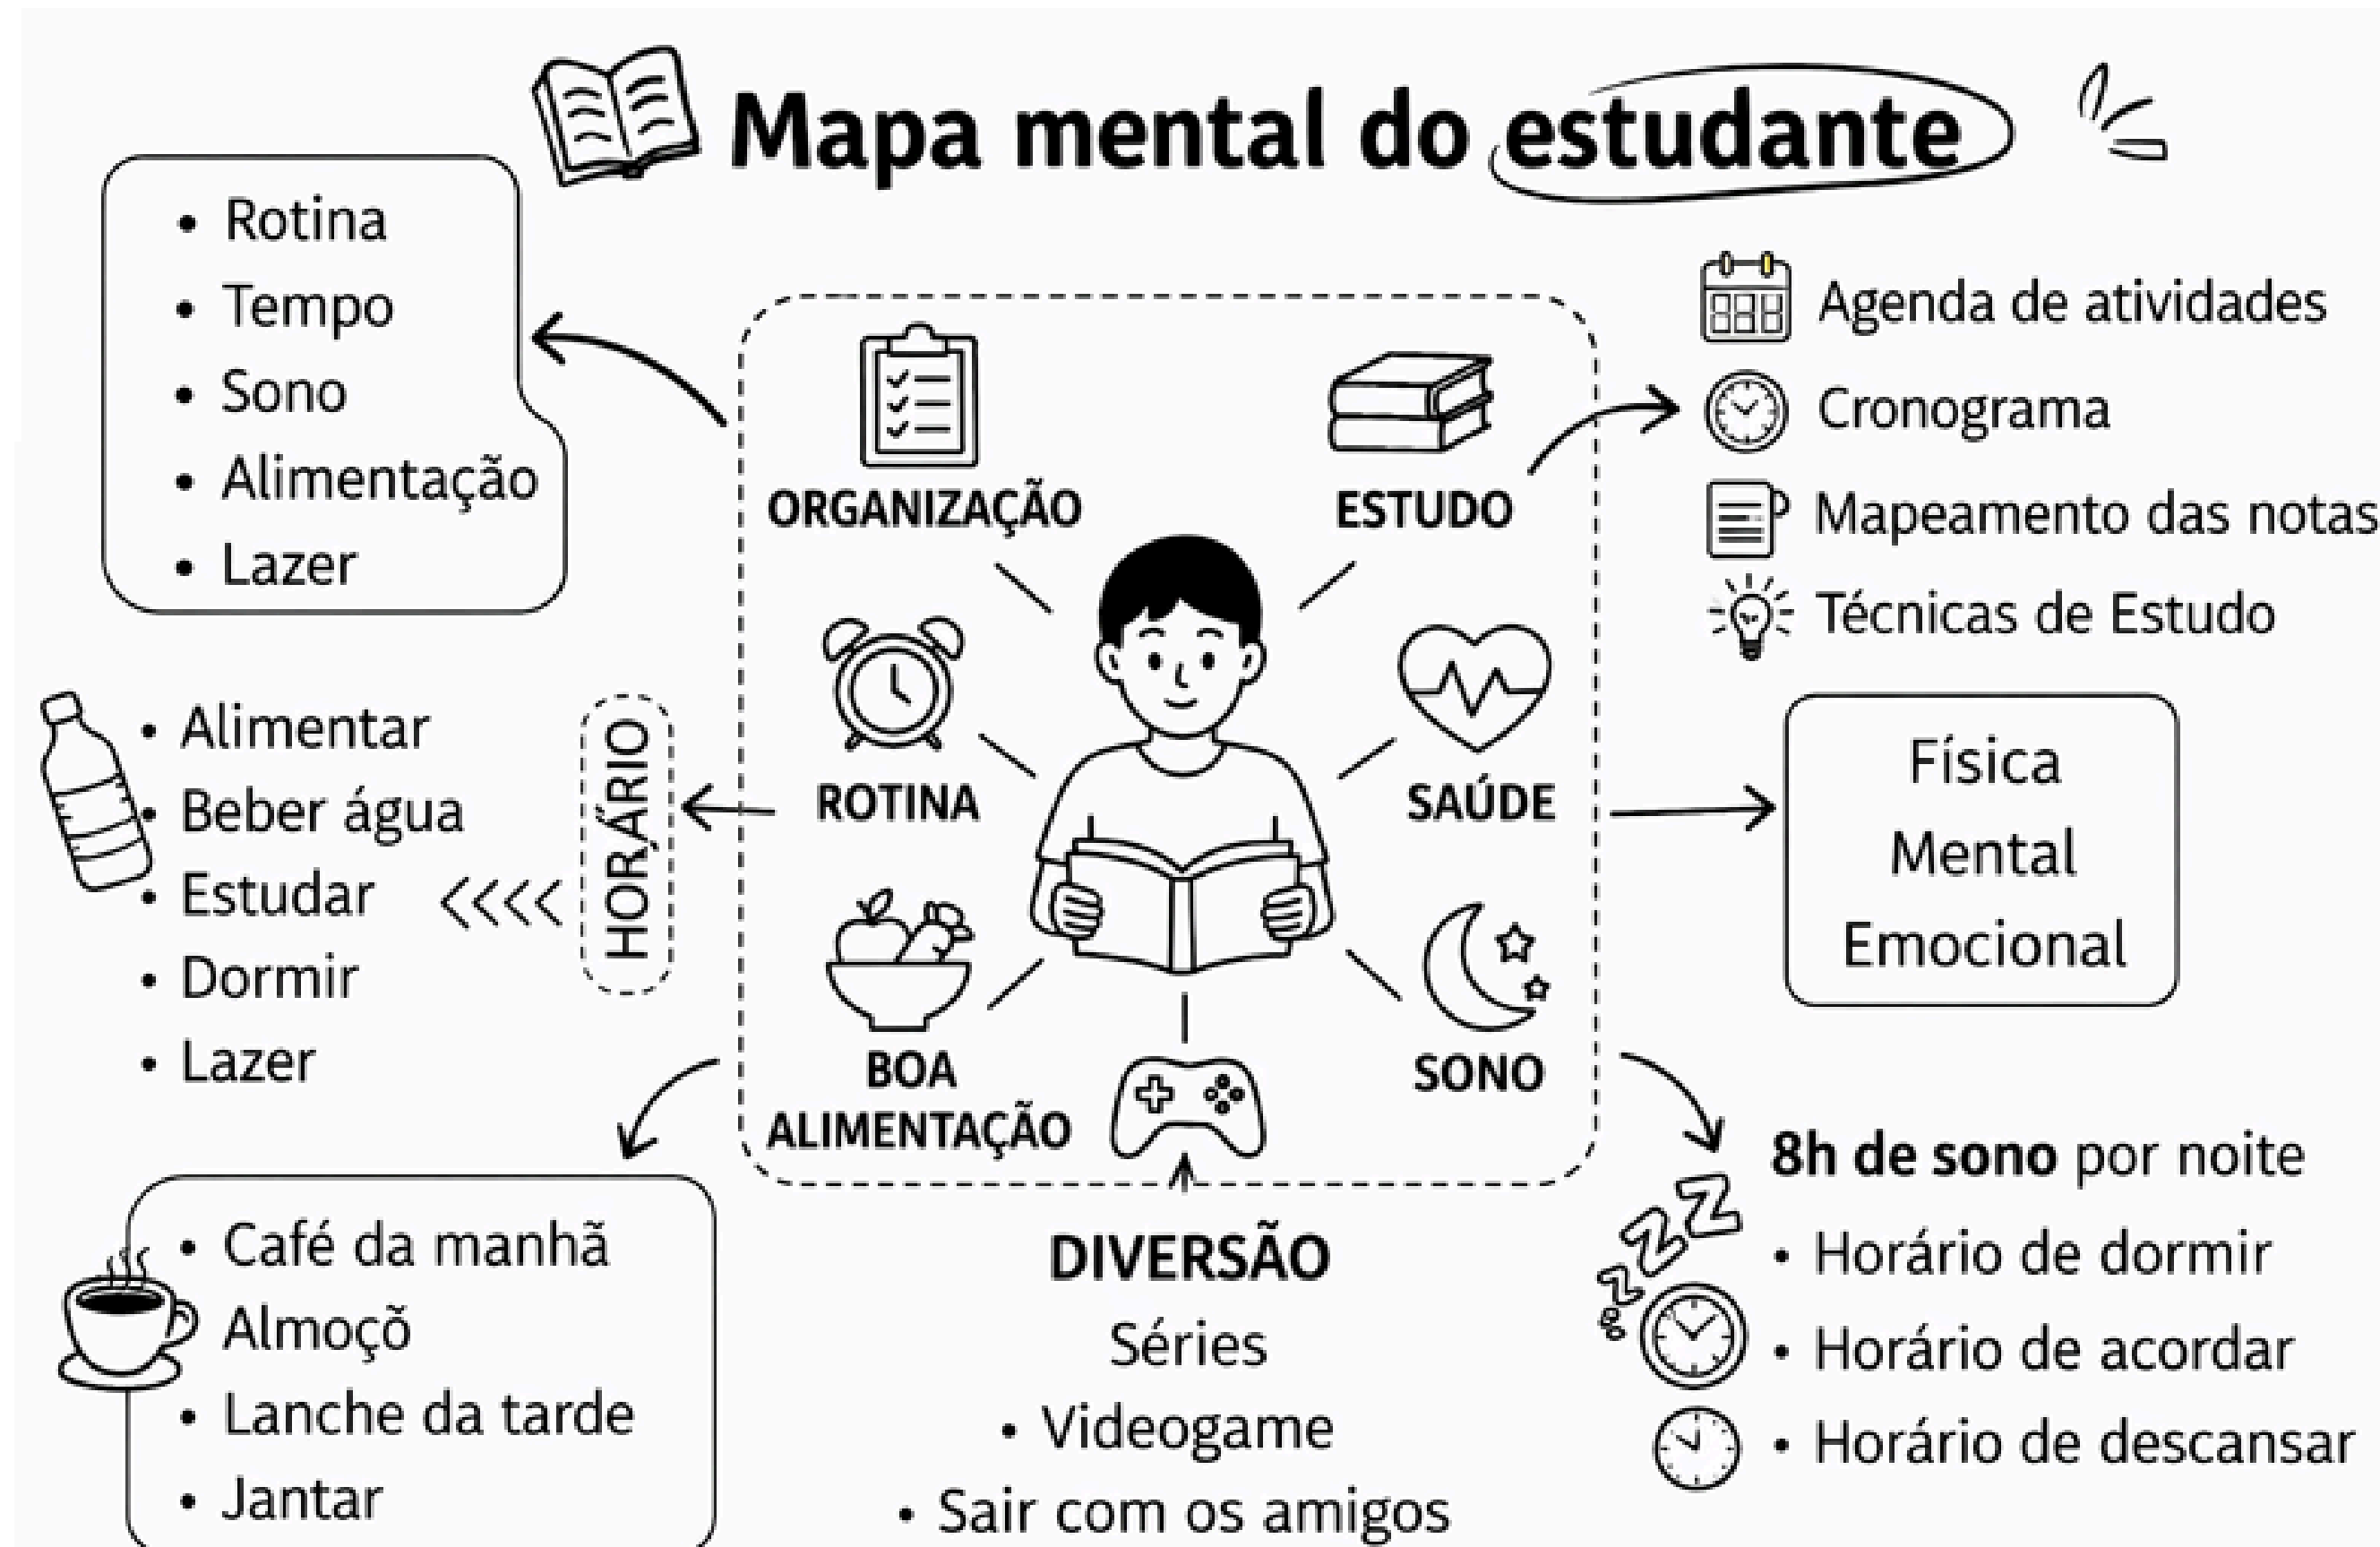 Mapa mental do estudante
• Rotina
• Tempo
• Sono
• Alimentação
• Lazer
ORGANIZAÇÃO
ESTUDO
Agenda de atividades
Cronograma
Mapeamento das notas
Técnicas de Estudo
• Alimentar
• Beber água
• Estudar
• Dormir
• Lazer
HORÁRIO
ROTINA
SAÚDE
Física
Mental
Emocional
BOA
ALIMENTAÇÃO
SONO
8h de sono por noite
• Horário de dormir
• Horário de acordar
• Horário de descansar
• Café da manhã
Almoçõ
• Lanche da tarde
• Jantar
DIVERSÃO
Séries
• Videogame
• Sair com os amigos